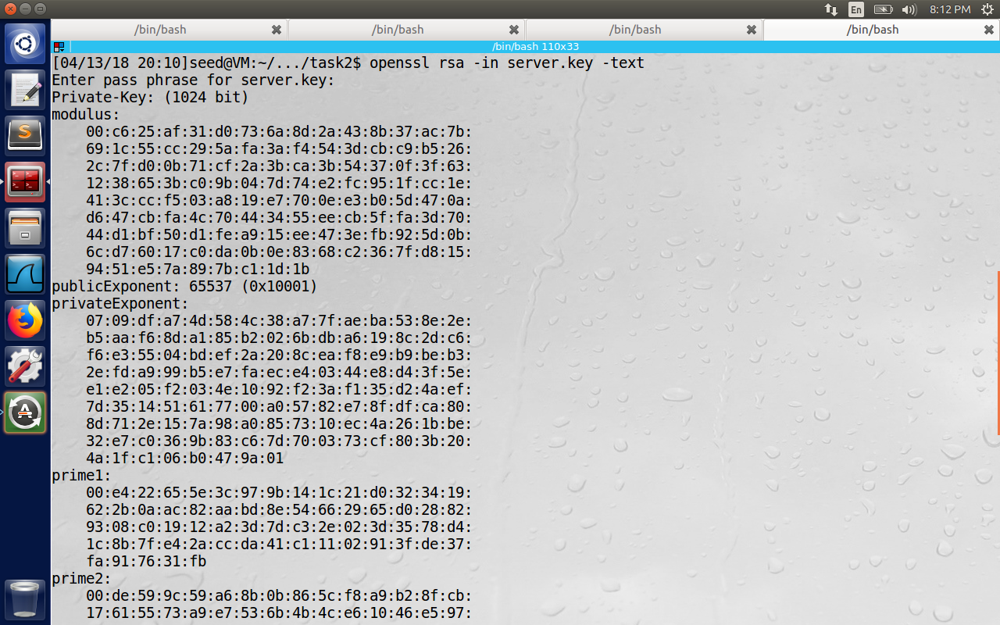 En
8:12 PM
/bin/bash
/bin/bash
/bin/bash
/bin/bash
/bin/bash 110x33
[04/13/18 20:10]seed@VM:~/.../task2$ openssl rsa -in server.key -text
Enter pass phrase for server.key:
Private-Key: (1024 bit)
modulus:
    00:c6:25:af:31:d0:73:6a:8d:2a:43:8b:37:ac:7b:
    69:1c:55:cc:29:5a:fa:3a:f4:54:3d:cb:c9:b5:26:
    2c:7f:d0:0b:71:cf:2a:3b:ca:3b:54:37:0f:3f:63:
    12:38:65:3b:c0:9b:04:7d:74:e2:fc:95:1f:cc:1e:
    41:3c:cc:f5:03:a8:19:e7:70:0e:e3:b0:5d:47:0a:
    d6:47:cb:fa:4c:70:44:34:55:ee:cb:5f:fa:3d:70:
    44:d1:bf:50:d1:fe:a9:15:ee:47:3e:fb:92:5d:0b:
    6c:d7:60:17:c0:da:0b:0e:83:68:c2:36:7f:d8:15:
    94:51:e5:7a:89:7b:c1:1d:1b
publicExponent: 65537 (0x10001)
privateExponent:
    07:09:df:a7:4d:58:4c:38:a7:7f:ae:ba:53:8e:2e:
    b5:aa:f6:8d:a1:85:b2:02:6b:db:a6:19:8c:2d:c6:
    f6:e3:55:04:bd:ef:2a:20:8c:ea:f8:e9:b9:be:b3:
    2e:fd:a9:99:b5:e7:fa:ec:e4:03:44:e8:d4:3f:5e:
    e1:e2:05:f2:03:4e:10:92:f2:3a:f1:35:d2:4a:ef:
    7d:35:14:51:61:77:00:a0:57:82:e7:8f:df:ca:80:
    8d:71:2e:15:7a:98:a0:85:73:10:ec:4a:26:1b:be:
    32:e7:c0:36:9b:83:c6:7d:70:03:73:cf:80:3b:20:
    4a:1f:c1:06:b0:47:9a:01
prime1:
    00:e4:22:65:5e:3c:97:9b:14:1c:21:d0:32:34:19:
    62:2b:0a:ac:82:aa:bd:8e:54:66:29:65:d0:28:82:
    93:08:c0:19:12:a2:3d:7d:c3:2e:02:3d:35:78:d4:
    1c:8b:7f:e4:2a:cc:da:41:c1:11:02:91:3f:de:37:
    fa:91:76:31:fb
prime2:
    00:de:59:9c:59:a6:8b:0b:86:5c:f8:a9:b2:8f:cb:
    17:61:55:73:a9:e7:53:6b:4b:4c:e6:10:46:e5:97: